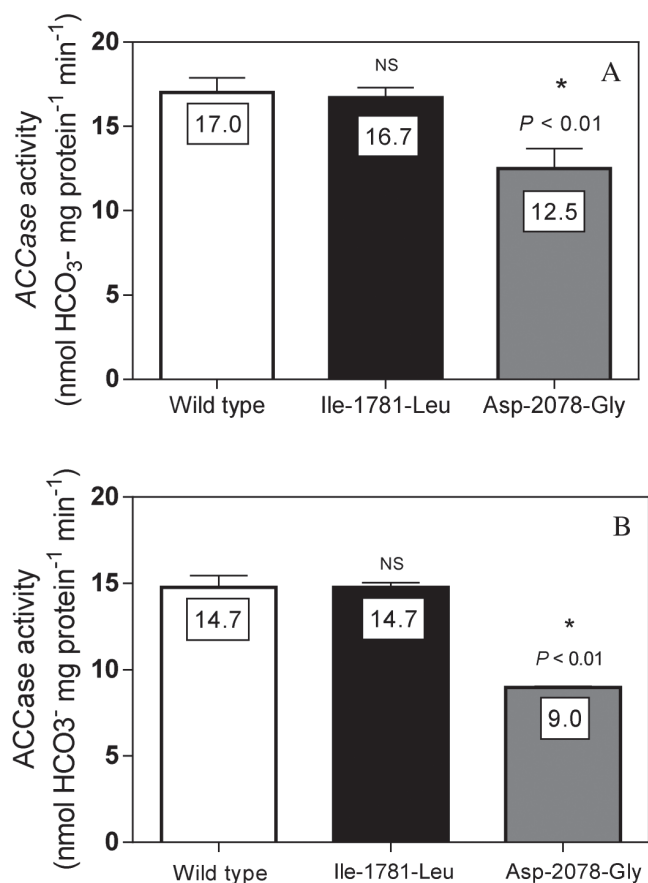 A
ACCase activity
(nmol HCO₃- mg protein⁻¹ min⁻¹)
20
15
10
5
0
NS
*
P < 0.01
17.0
16.7
12.5
Wild type
Ile-1781-Leu
Asp-2078-Gly
B
ACCase activity
(nmol HCO3⁻ mg protein⁻¹ min⁻¹)
20
15
10
5
0
NS
*
P < 0.01
14.7
14.7
9.0
Wild type
Ile-1781-Leu
Asp-2078-Gly